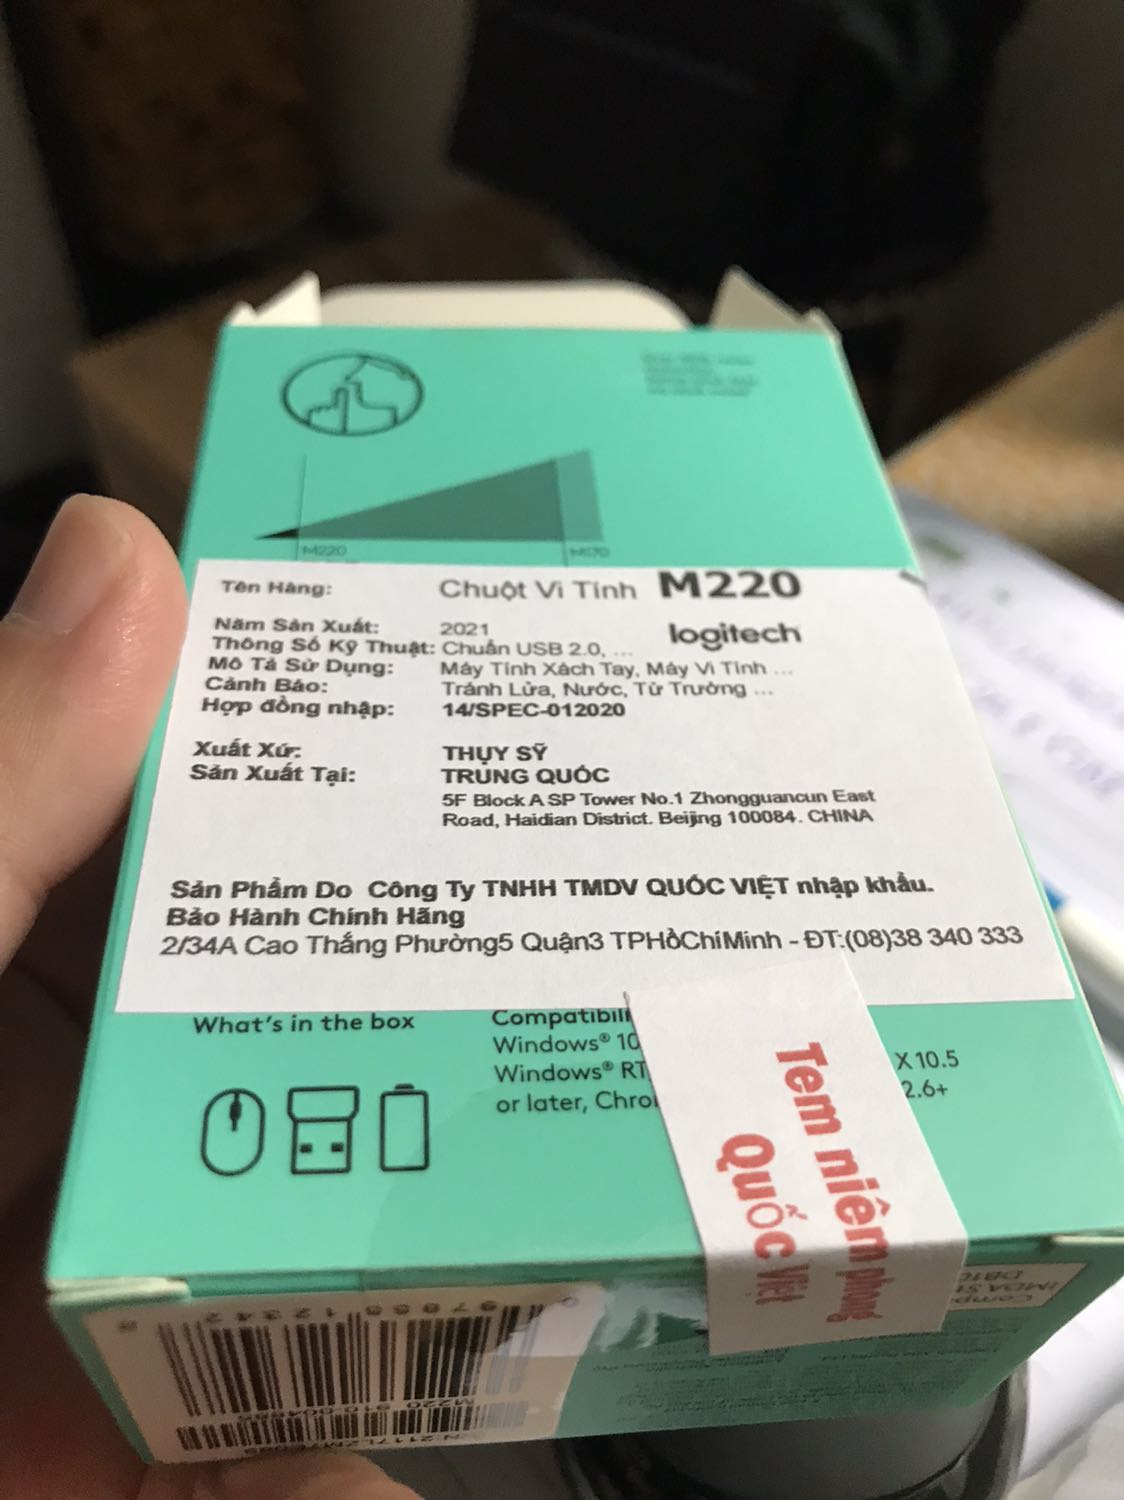 M220
M170
Tên Hàng: Chuột Vi Tính M220
Năm Sản Xuất: 2021 logitech
Thông Số Kỹ Thuật: Chuẩn USB 2.0, ...
Mô Tả Sử Dụng: Máy Tính Xách Tay, Máy Vi Tính ...
Cảnh Báo: Tránh Lửa, Nước, Từ Trường ...
Hợp đồng nhập: 14/SPEC-012020
Xuất Xứ: THỤY SỸ
Sản Xuất Tại: TRUNG QUỐC
5F Block A SP Tower No.1 Zhongguancun East
Road, Haidian District. Beijing 100084. CHINA
Sản Phẩm Do Công Ty TNHH TMDV QUỐC VIỆT nhập khẩu.
Bảo Hành Chính Hãng
2/34A Cao Thắng Phường5 Quận3 TPHồChíMinh - ĐT:(08)38 340 333
What's in the box
Compatibili
Windows® 10
Windows® RT, X 10.5
or later, Chro 2.6+
Tem niêm phong
Quốc Việt
M220